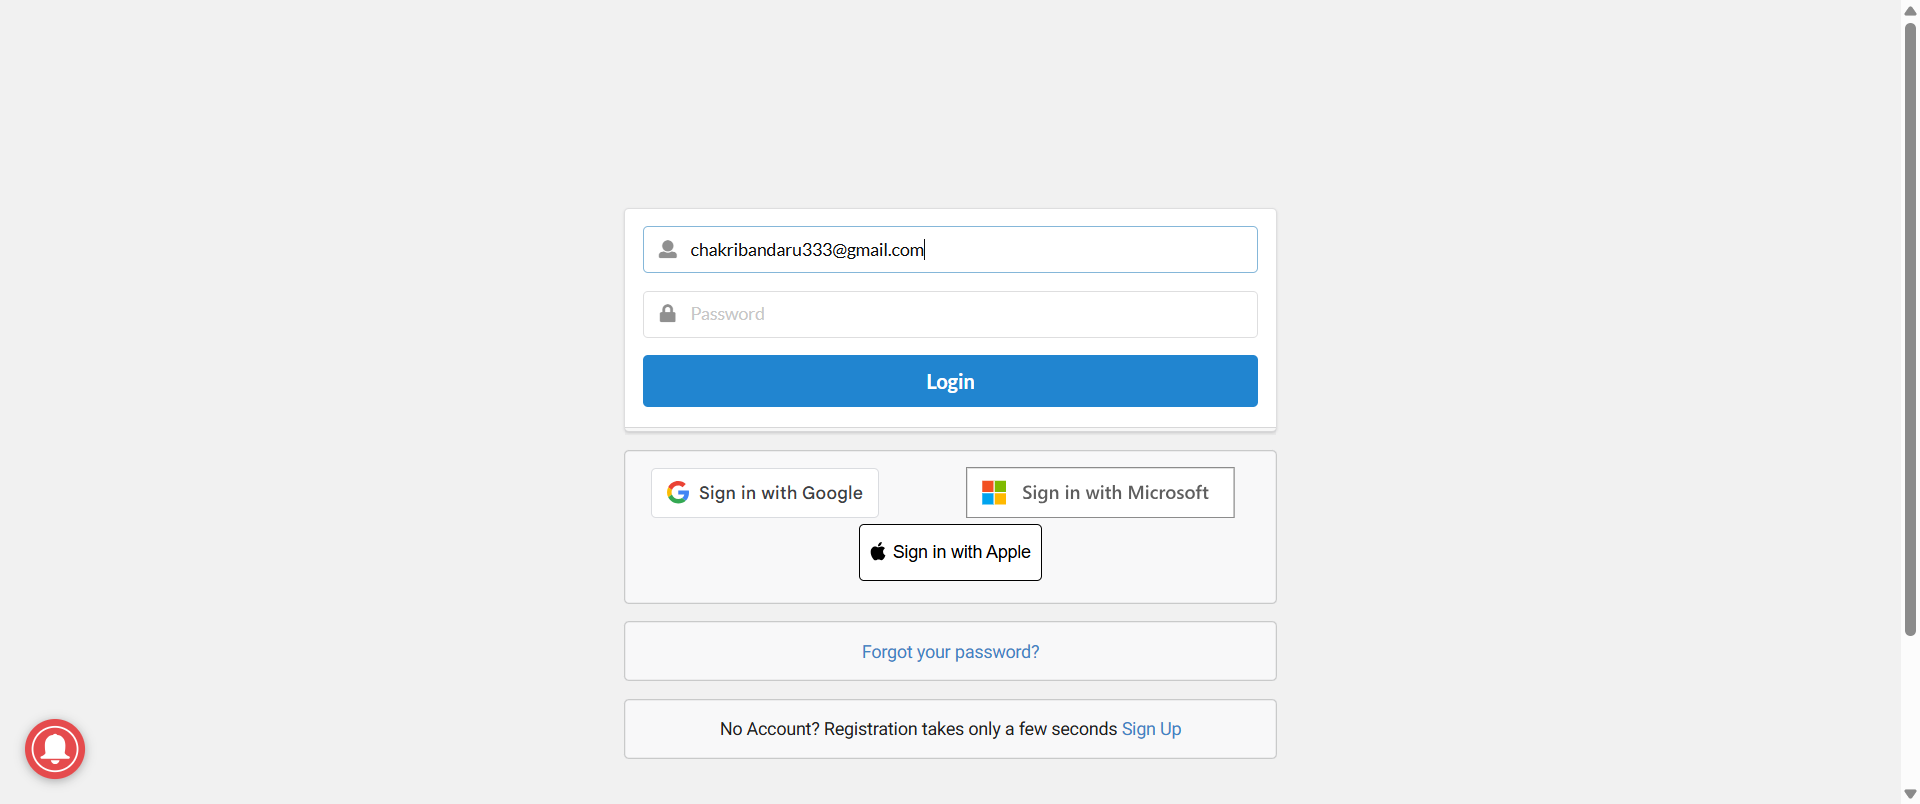 chakribandaru333@gmail.com
Password
Login
Sign in with Google
Sign in with Microsoft
Sign in with Apple
Forgot your password?
No Account? Registration takes only a few seconds Sign Up